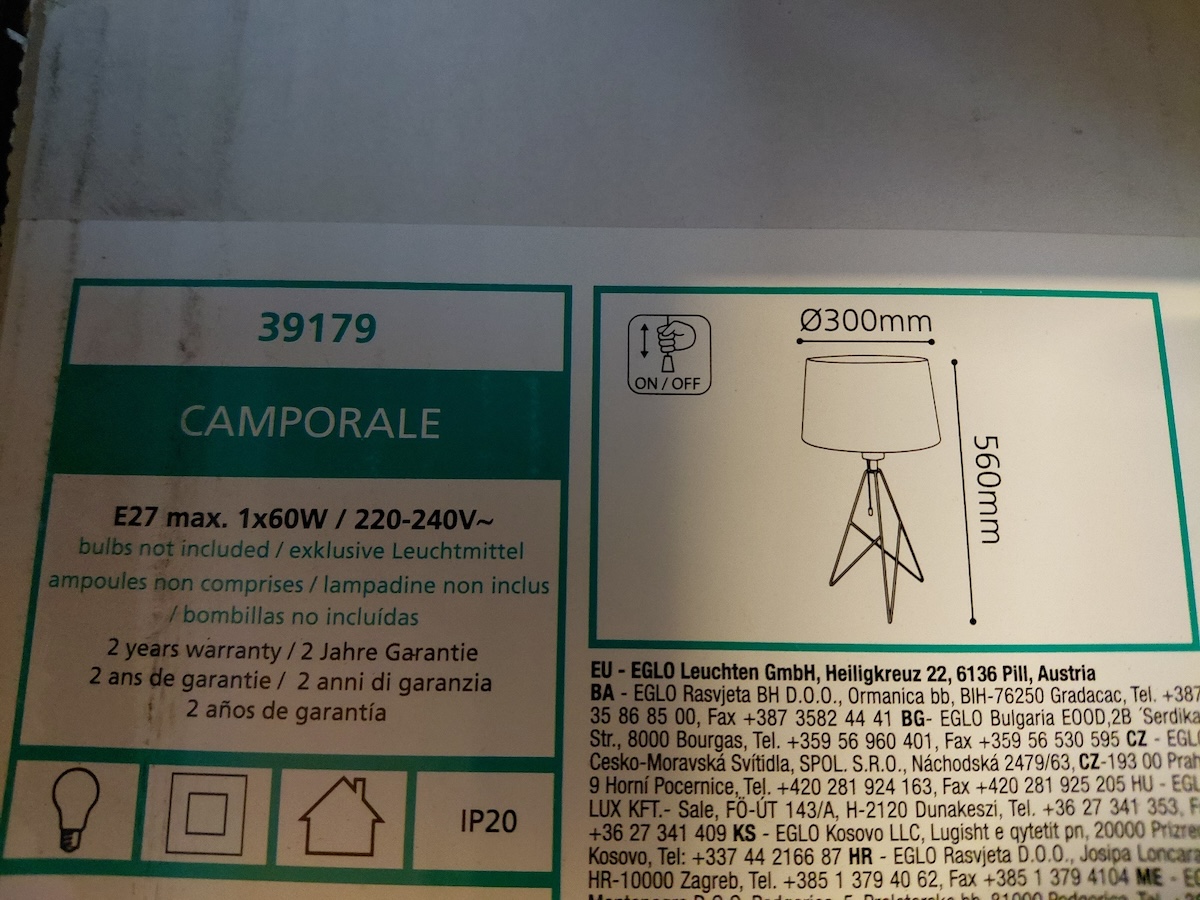 39179
CAMPORALE
E27 max. 1x60W / 220-240V~
bulbs not included / exklusive Leuchtmittel
ampoules non comprises / lampadine non inclus
/ bombillas no incluídas
2 years warranty / 2 Jahre Garantie
2 ans de garantie / 2 anni di garanzia
2 años de garantía
IP20
ON / OFF
Ø300mm
560mm
EU - EGLO Leuchten GmbH, Heiligkreuz 22, 6136 Pill, Austria
BA - EGLO Rasvjeta BH D.O.O., Ormanica bb, BIH-76250 Gradacac, Tel. +387
35 86 85 00, Fax +387 3582 44 41 BG- EGLO Bulgaria EOOD,2B ´Serdika
Str., 8000 Bourgas, Tel. +359 56 960 401, Fax +359 56 530 595 CZ - EGLO
Cesko-Moravská Svítidla, SPOL. S.R.O., Náchodská 2479/63, CZ-193 00 Prah
9 Horní Pocernice, Tel. +420 281 924 163, Fax +420 281 925 205 HU - EGL
LUX KFT.- Sale, FÖ-ÚT 143/A, H-2120 Dunakeszi, Tel. +36 27 341 353, F
+36 27 341 409 KS - EGLO Kosovo LLC, Lugisht e qytetit pn, 20000 Prizre
Kosovo, Tel: +337 44 2166 87 HR - EGLO Rasvjeta D.O.O., Josipa Loncara
HR-10000 Zagreb, Tel. +385 1 379 40 62, Fax +385 1 379 4104 ME - EG